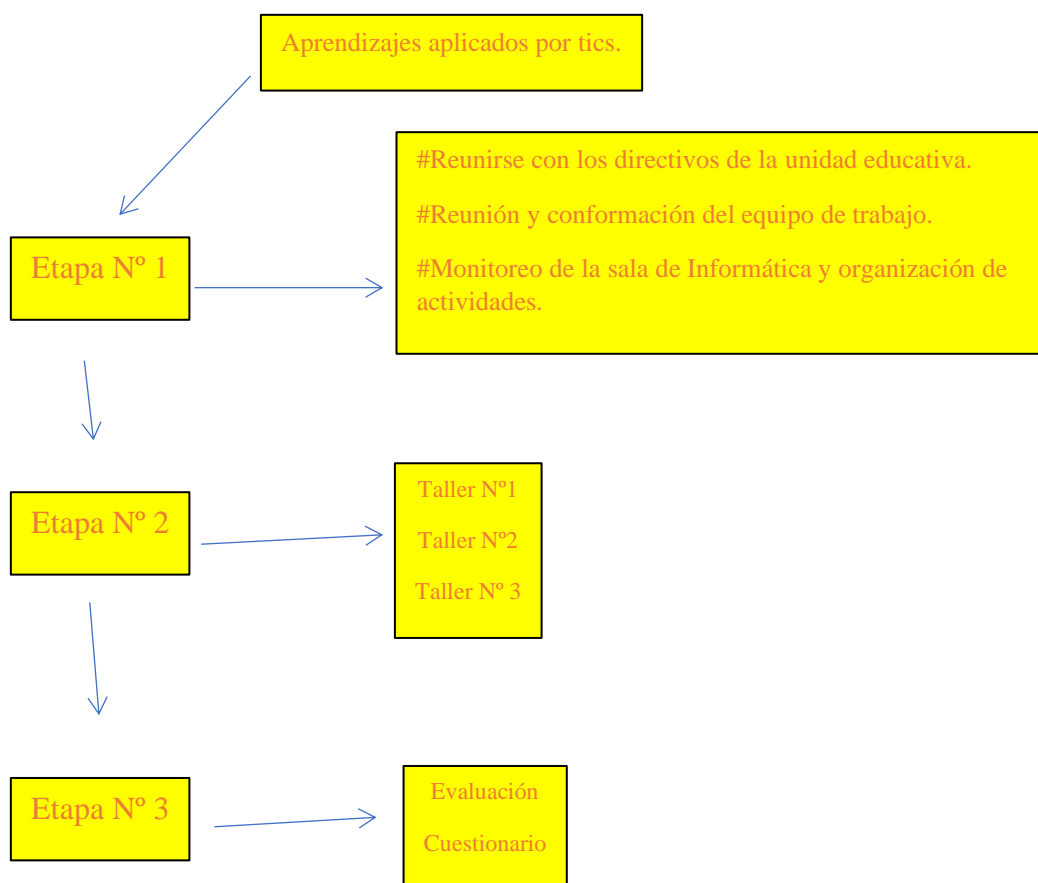 Aprendizajes aplicados por tics.
#Reunirse con los directivos de la unidad educativa.
#Reunión y conformación del equipo de trabajo.
#Monitoreo de la sala de Informática y organización de
actividades.
Etapa Nº 1
Etapa Nº 2
Taller Nº1
Taller Nº2
Taller Nº 3
Etapa Nº 3
Evaluación
Cuestionario